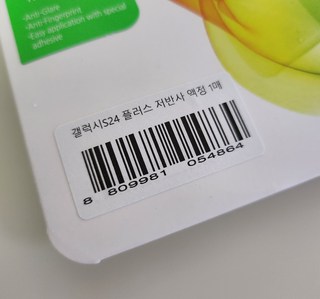 -Anti-Glare
-Anti-Fingerprint
-Easy application with special
adhesive
갤럭시S24 플러스 저반사 액정 1매
8 809981 054864